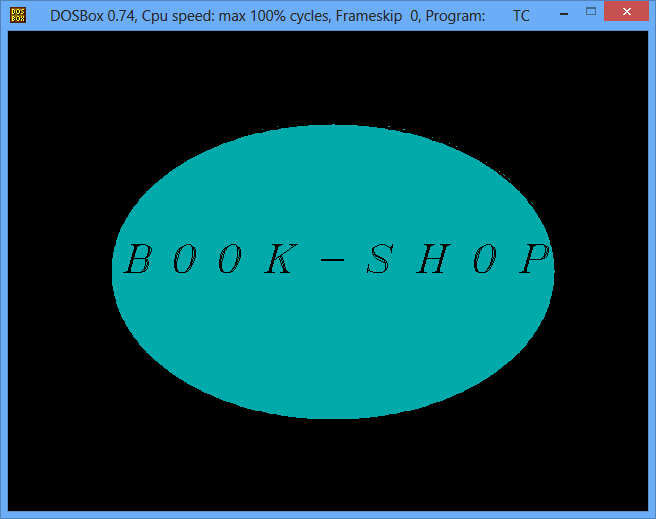 DOSBox 0.74, Cpu speed: max 100% cycles, Frameskip 0, Program: TC
B O O K - S H O P